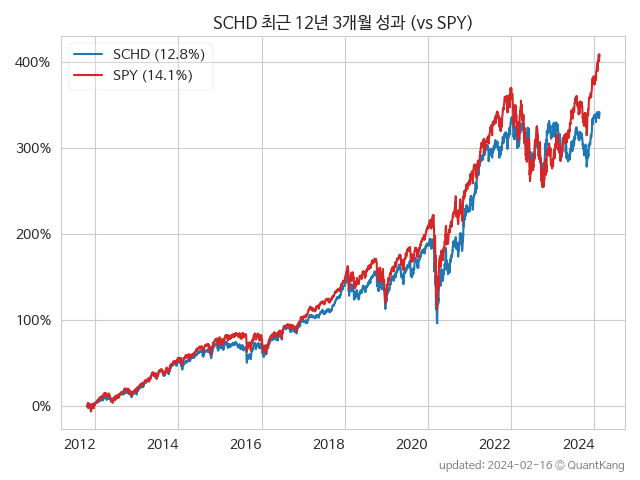 SCHD 최근 12년 3개월 성과 (vs SPY)
SCHD (12.8%)
SPY (14.1%)
400%
300%
200%
100%
0%
2012 2014 2016 2018 2020 2022 2024
updated: 2024-02-16 © QuantKang